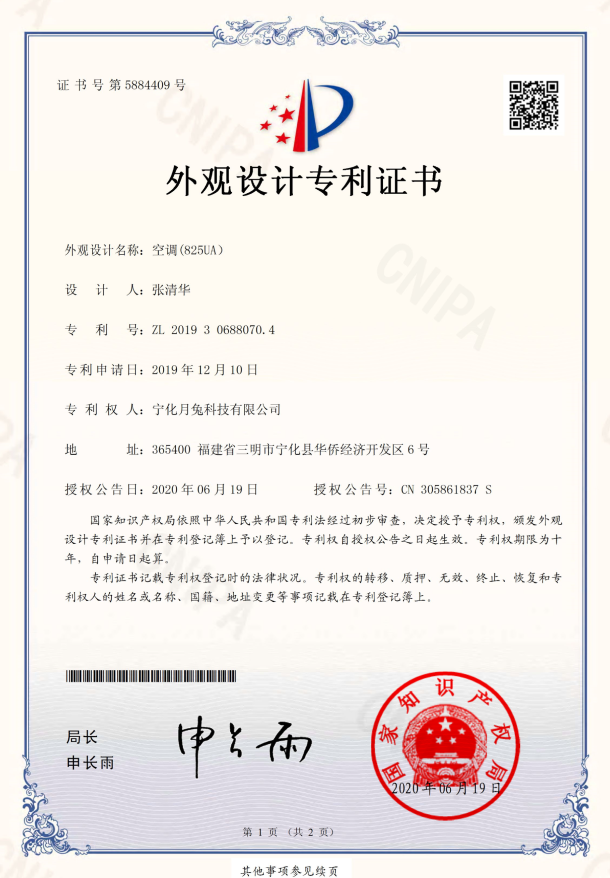 证书号第5884409号
外观设计专利证书
外观设计名称：空调(825UA）
设 计 人：张清华
专 利 号：ZL 2019 3 0688070.4
专利申请日：2019年12月10日
专 利 权 人：宁化月兔科技有限公司
地 址：365400 福建省三明市宁化县华侨经济开发区6号
授权公告日：2020年06月19日 授权公告号：CN 305861837 S
国家知识产权局依照中华人民共和国专利法经过初步审查，决定授予专利权，颁发外观
设计专利证书并在专利登记簿上予以登记。专利权自授权公告之日起生效。专利权期限为十
年，自申请日起算。
专利证书记载专利权登记时的法律状况。专利权的转移、质押、无效、终止、恢复和专
利权人的姓名或名称、国籍、地址变更等事项记载在专利登记簿上。
局长
申长雨
申长雨
国家知识产权局
2020年06月19日
第 1 页 （共 2 页）
其他事项参见续页
CNIPA
CNIPA
CNIPA